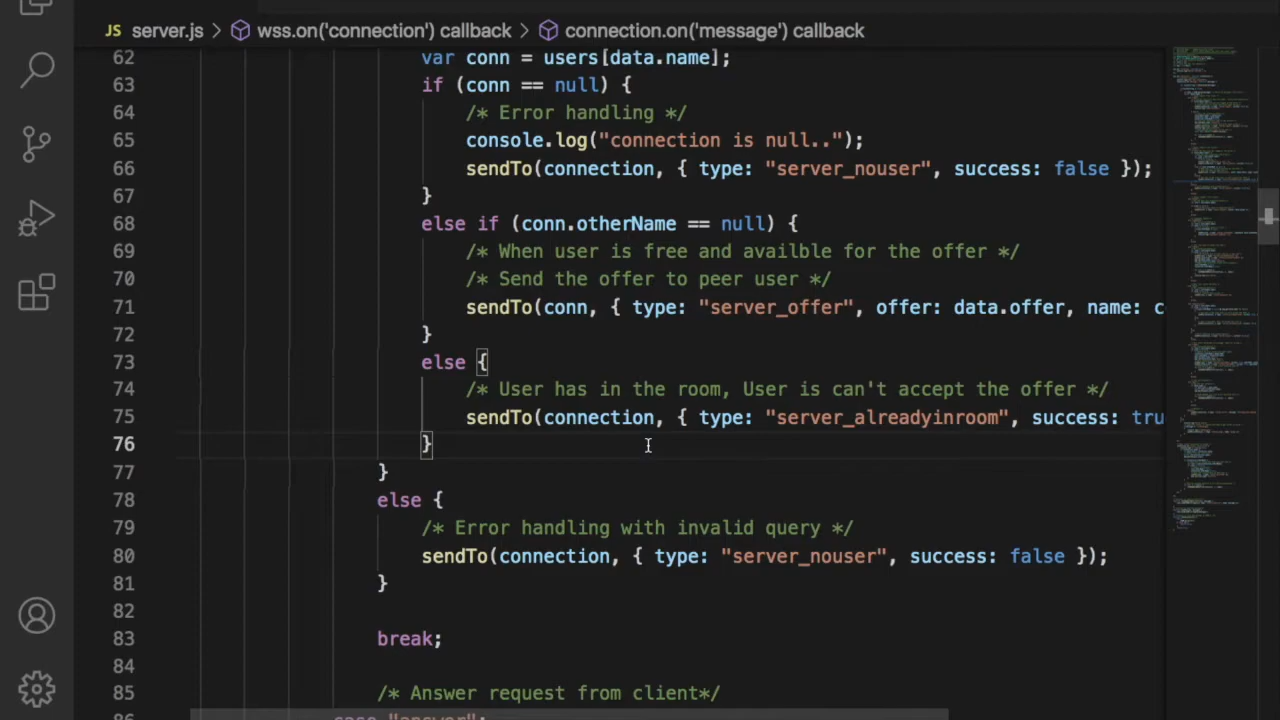 JS server.js > wss.on('connection') callback > connection.on('message') callback
62 var conn = users[data.name];
63 if (conn == null) {
64 /* Error handling */
65 console.log("connection is null..");
66 sendTo(connection, { type: "server_nouser", success: false });
67 }
68 else if (conn.otherName == null) {
69 /* When user is free and availble for the offer */
70 /* Send the offer to peer user */
71 sendTo(conn, { type: "server_offer", offer: data.offer, name: c
72 }
73 else {
74 /* User has in the room, User is can't accept the offer */
75 sendTo(connection, { type: "server_alreadyinroom", success: tru
76 }
77 }
78 else {
79 /* Error handling with invalid query */
80 sendTo(connection, { type: "server_nouser", success: false });
81 }
82
83 break;
84
85 /* Answer request from client*/
86 case "answer":